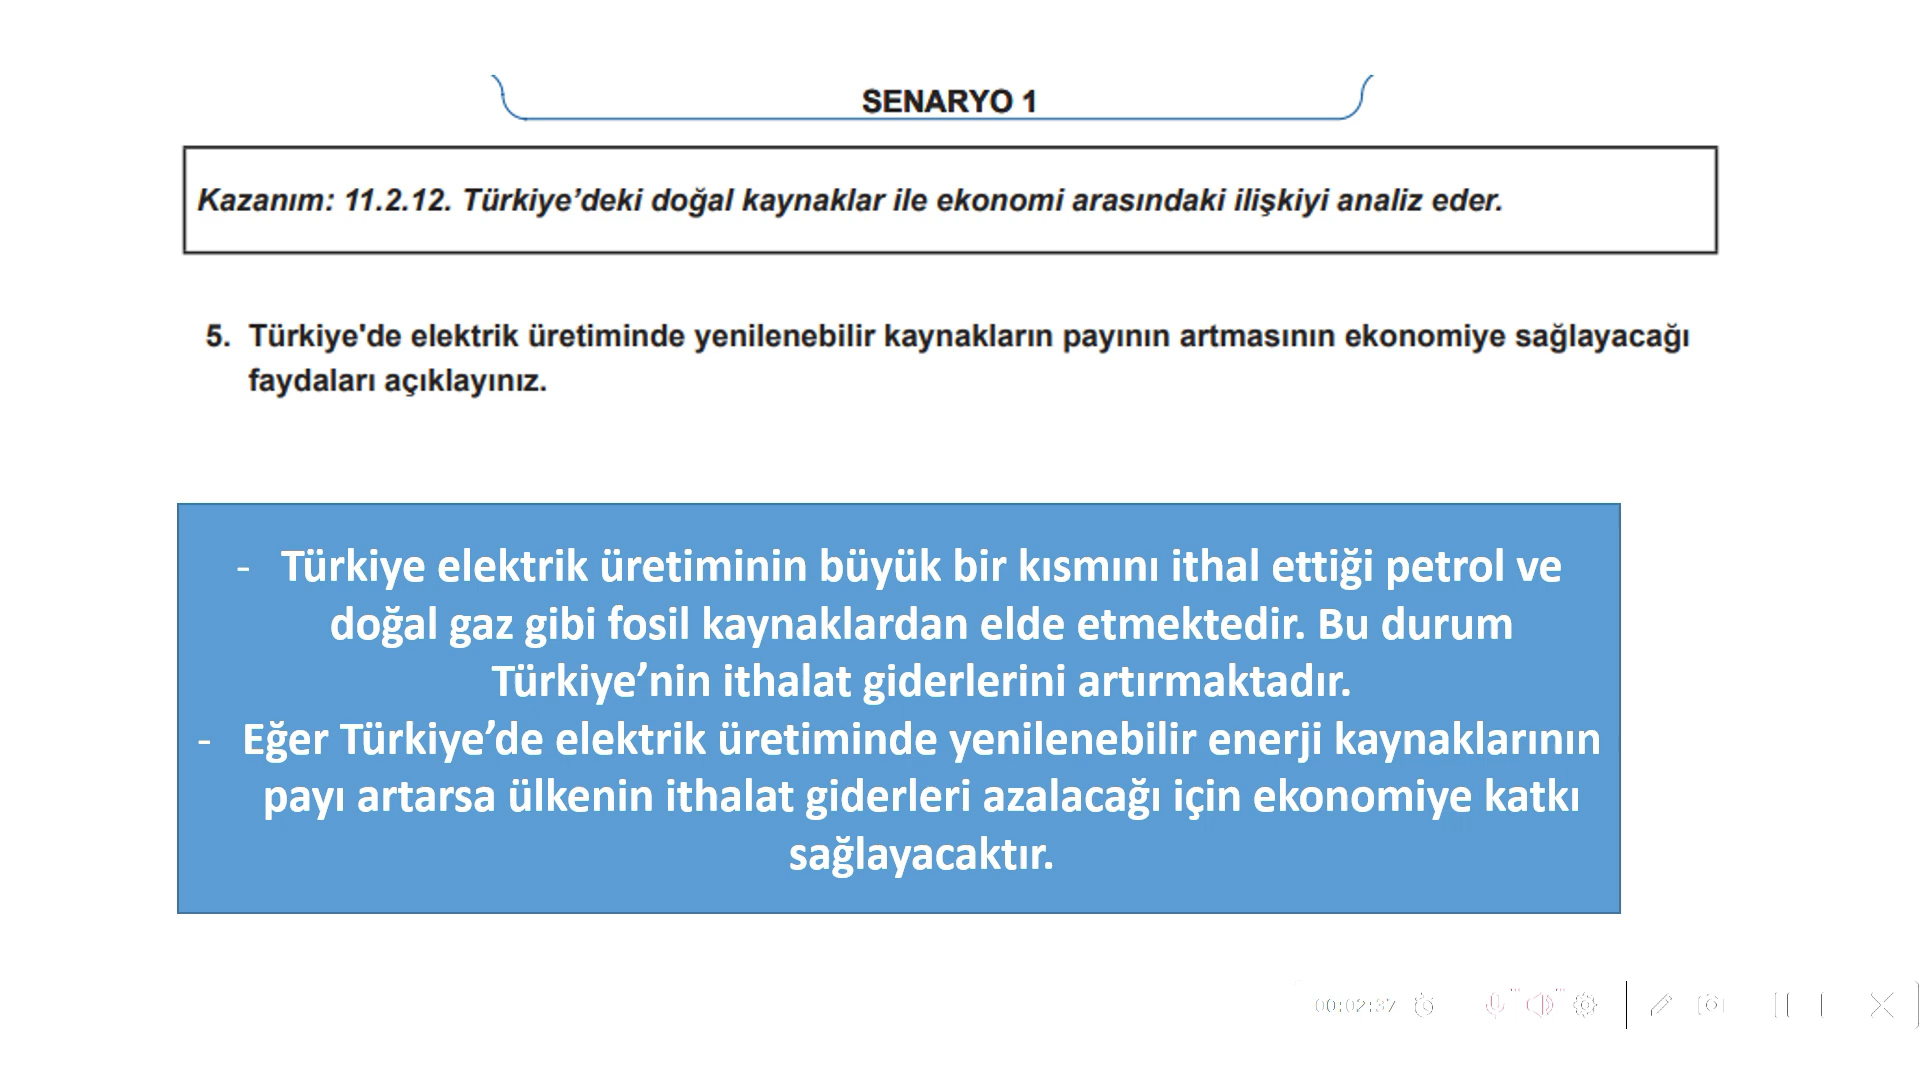 SENARYO 1
Kazanım: 11.2.12. Türkiye’deki doğal kaynaklar ile ekonomi arasındaki ilişkiyi analiz eder.
5. Türkiye'de elektrik üretiminde yenilenebilir kaynakların payının artmasının ekonomiye sağlayacağı
faydaları açıklayınız.
- Türkiye elektrik üretiminin büyük bir kısmını ithal ettiği petrol ve
doğal gaz gibi fosil kaynaklardan elde etmektedir. Bu durum
Türkiye’nin ithalat giderlerini artırmaktadır.
- Eğer Türkiye’de elektrik üretiminde yenilenebilir enerji kaynaklarının
payı artarsa ülkenin ithalat giderleri azalacağı için ekonomiye katkı
sağlayacaktır.
00:02:37